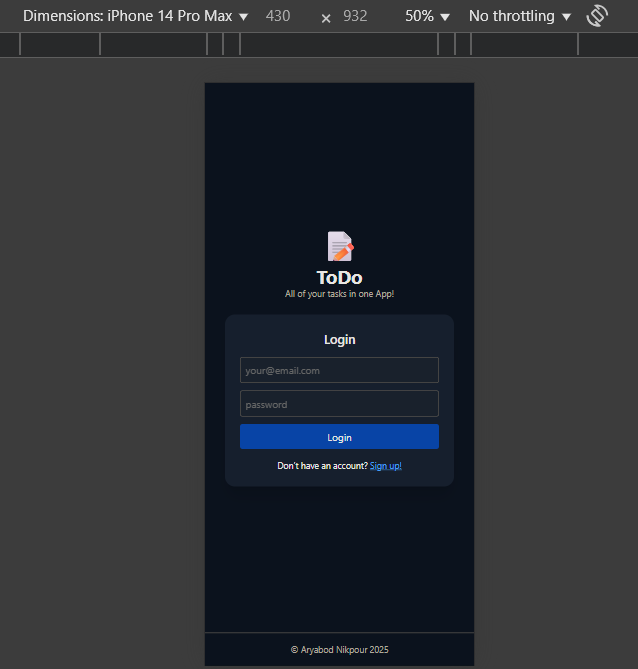 Dimensions: iPhone 14 Pro Max ▼ 430 × 932 50% ▼ No throttling ▼
ToDo
All of your tasks in one App!
Login
your@email.com
password
Login
Don't have an account? Sign up!
© Aryabod Nikpour 2025